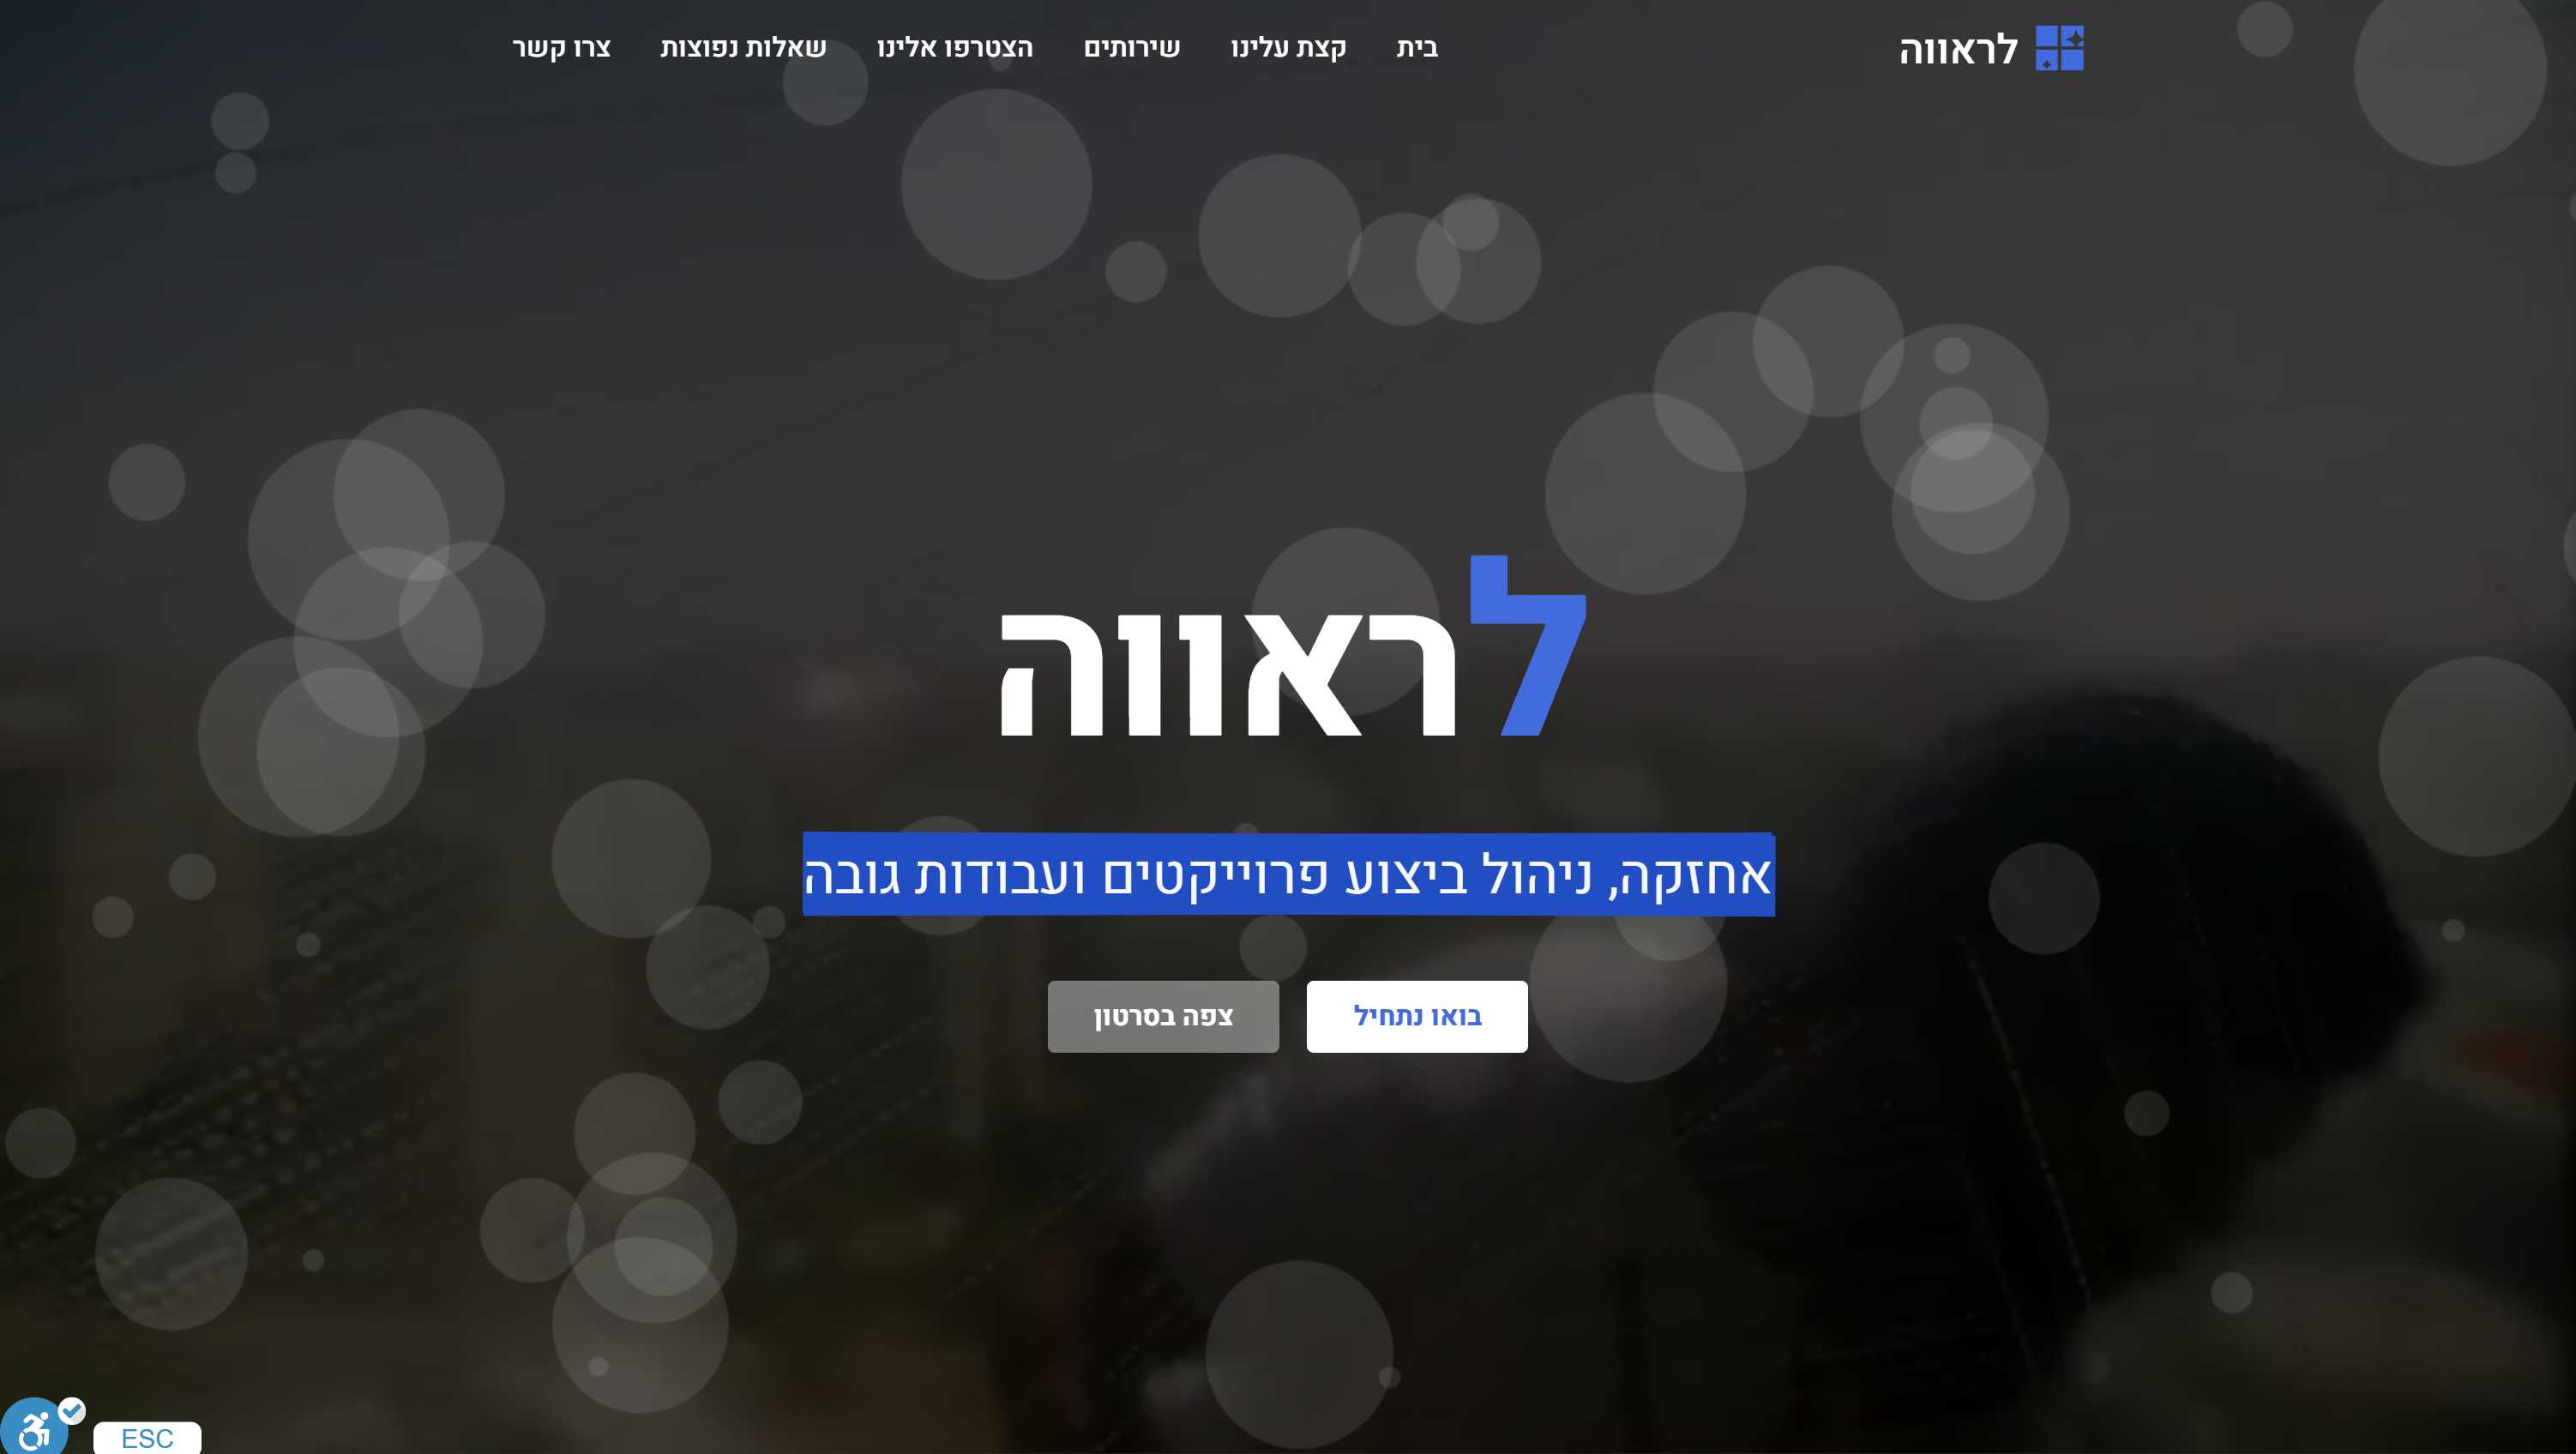 לראווה
בית קצת עלינו שירותים הצטרפו אלינו שאלות נפוצות צרו קשר
לראווה
אחזקה, ניהול ביצוע פרוייקטים ועבודות גובה
בואו נתחיל
צפה בסרטון
ESC